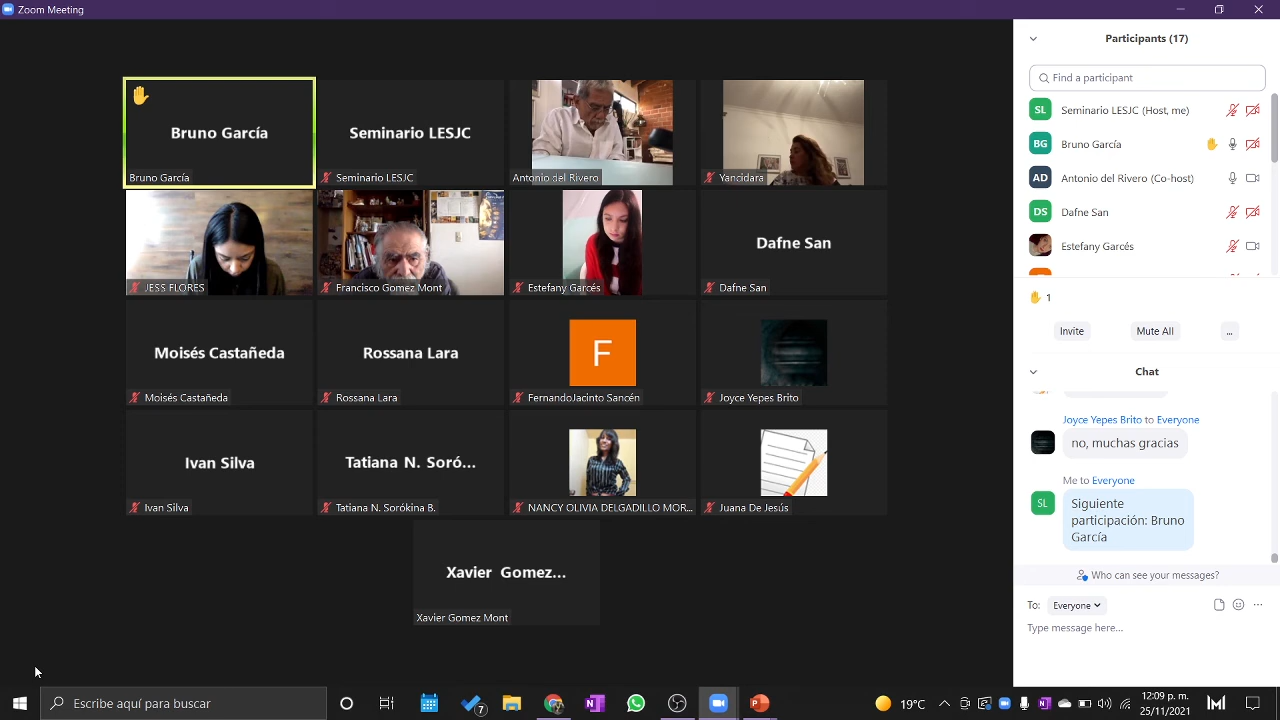 Zoom Meeting
Participants (17)
Find a participant
SL Seminario LESJC (Host, me)
BG Bruno García
AD Antonio del Rivero (Co-host)
DS Dafne San
Estefany Garcés
1
Invite Mute All ...
Chat
Joyce Yepes Brito to Everyone
no, muchas gracias
Me to Everyone
SL Siguiente
participación: Bruno
García
Who can see your messages?
To: Everyone
Type message here...
Bruno García
Bruno García
Seminario LESJC
Seminario LESJC
Antonio del Rivero
Yancidara
JESS FLORES
Francisco Gomez Mont
Estefany Garcés
Dafne San
Dafne San
Moisés Castañeda
Moisés Castañeda
Rossana Lara
Rossana Lara
F
FernandoJacinto Sancén
Joyce Yepes Brito
Ivan Silva
Ivan Silva
Tatiana N. Soró...
Tatiana N. Sorókina B.
NANCY OLIVIA DELGADILLO MOR...
Juana De Jesús
Xavier Gomez...
Xavier Gomez Mont
Escribe aquí para buscar
7
19°C
12:09 p. m.
25/11/2021